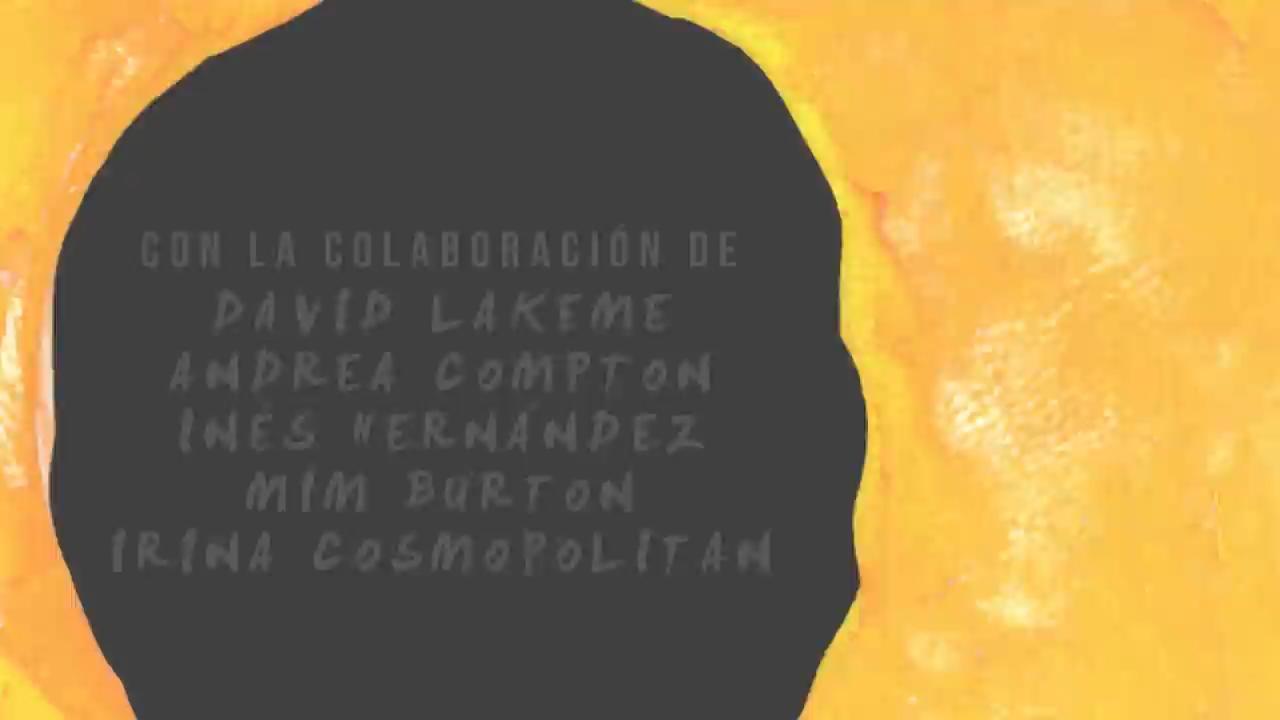 CON LA COLABORACIÓN DE
DAVID LAKEME
ANDREA COMPTON
INÉS HERNÁNDEZ
MIM BURTON
IRINA COSMOPOLITAN